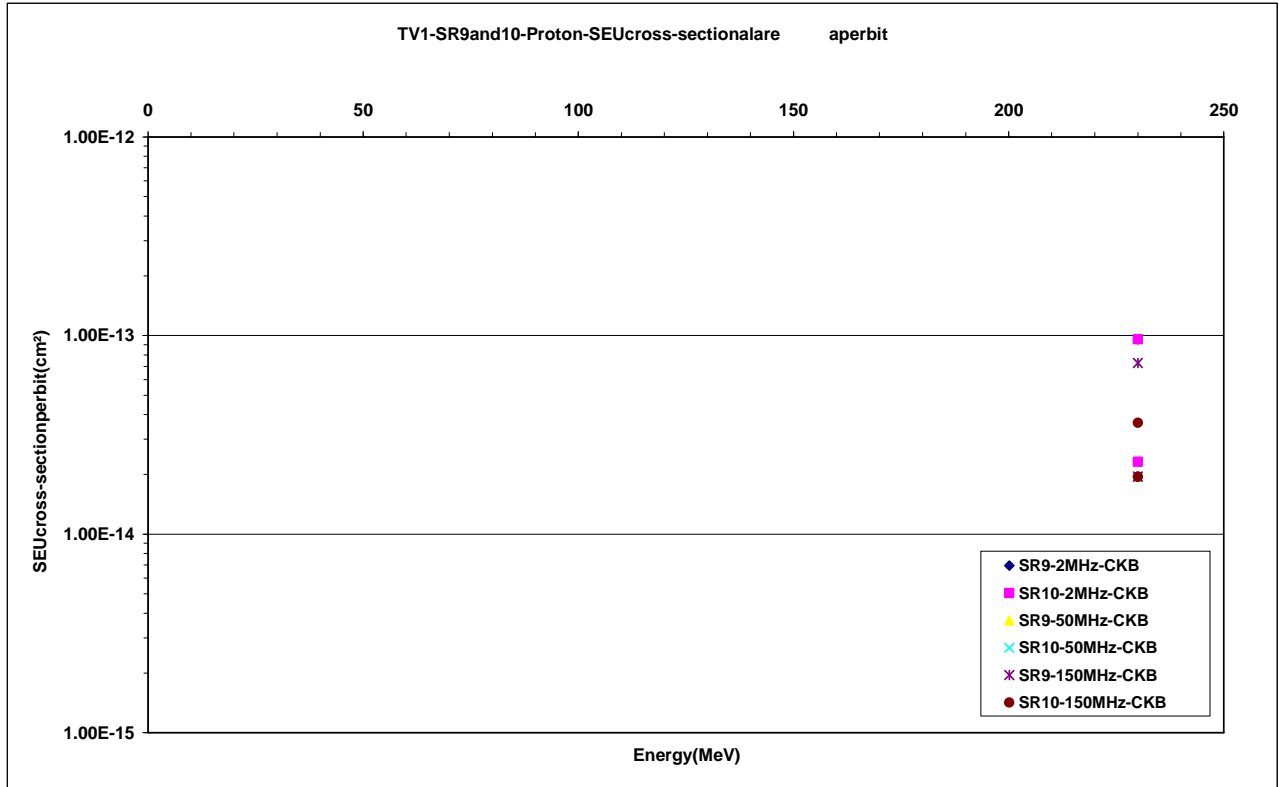 TV1-SR9and10-Proton-SEUcross-sectionalare aperbit
0 50 100 150 200 250
1.00E-12
1.00E-13
1.00E-14
1.00E-15
SEUcross-sectionperbit(cm²)
SR9-2MHz-CKB
SR10-2MHz-CKB
SR9-50MHz-CKB
SR10-50MHz-CKB
SR9-150MHz-CKB
SR10-150MHz-CKB
Energy(MeV)